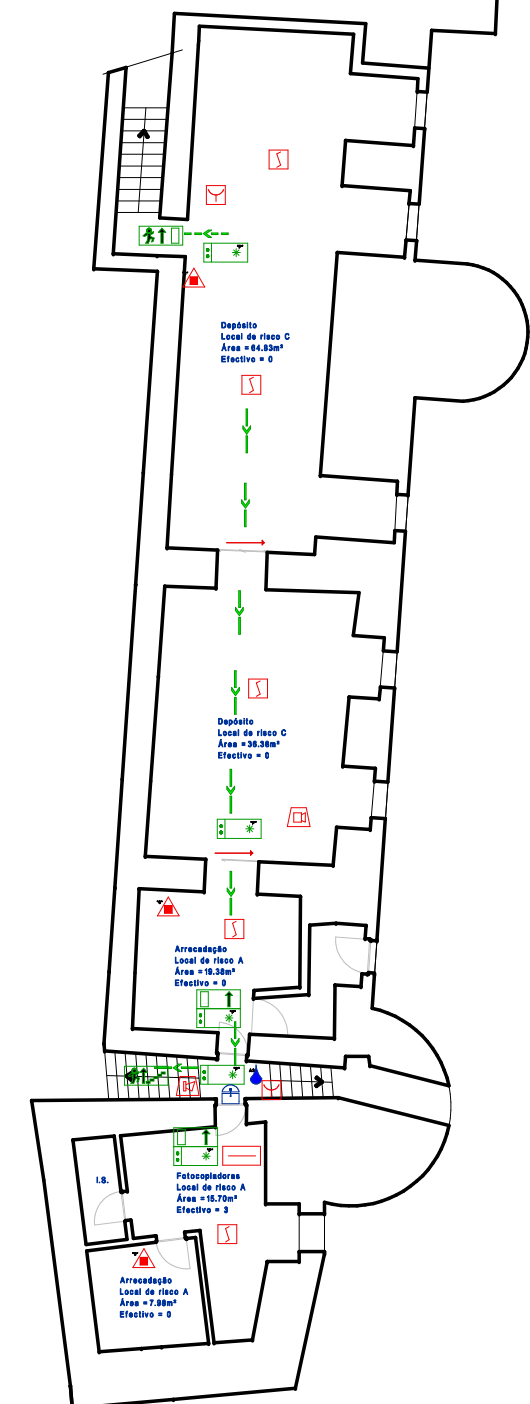 Depósito
Local de risco C
Área = 64.83m²
Efectivo = 0
Depósito
Local de risco C
Área = 36.36m²
Efectivo = 0
Arrecadação
Local de risco A
Área = 19.38m²
Efectivo = 0
Fotocopiadoras
Local de risco A
Área = 15.70m²
Efectivo = 3
I.S.
Arrecadação
Local de risco A
Área = 7.98m²
Efectivo = 0